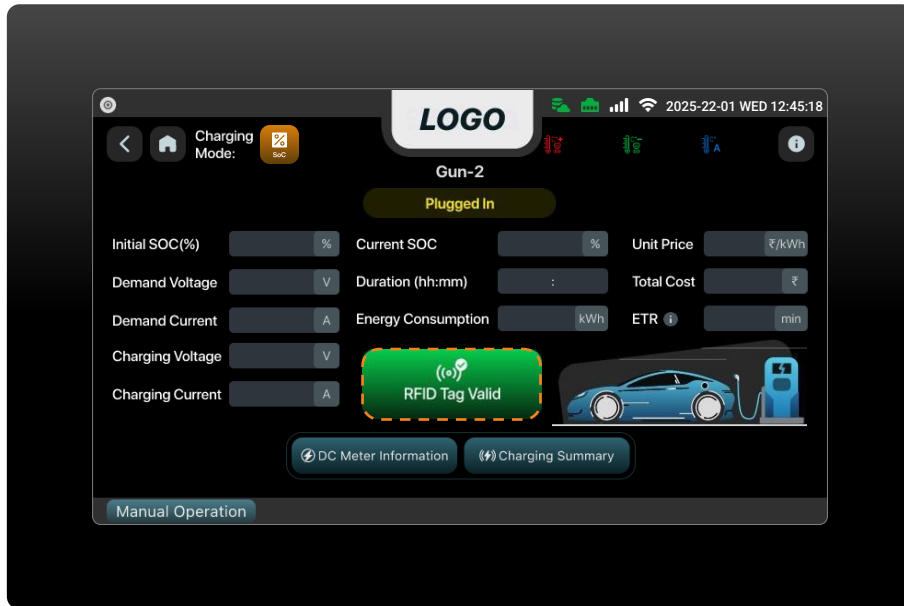 LOGO
2025-22-01 WED 12:45:18
Charging
Mode:
%
SoC
A
Gun-2
Plugged In
Initial SOC(%) %
Current SOC %
Unit Price ₹/kWh
Demand Voltage V
Duration (hh:mm) :
Total Cost ₹
Demand Current A
Energy Consumption kWh
ETR i min
Charging Voltage V
Charging Current A
RFID Tag Valid
DC Meter Information
Charging Summary
Manual Operation